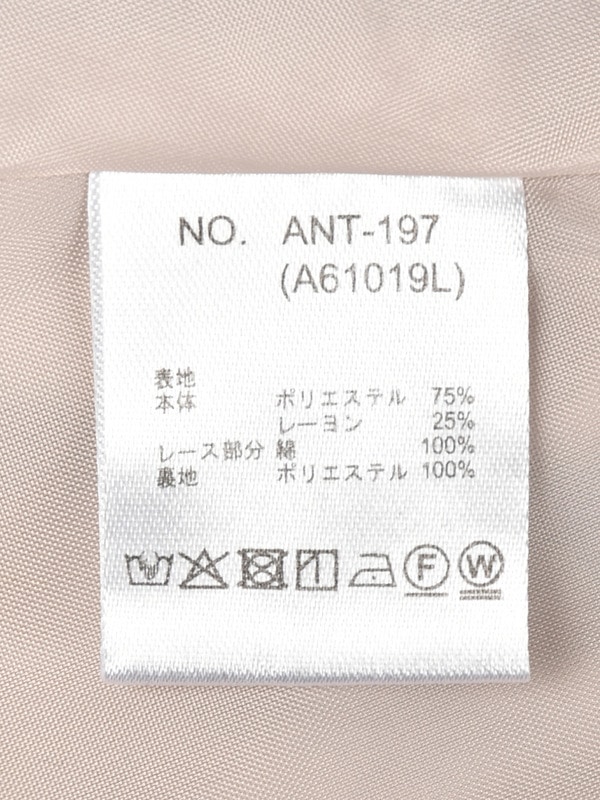 NO. ANT-197
(A61019L)
表地
本体 ポリエステル 75%
レーヨン 25%
レース部分 綿 100%
裏地 ポリエステル 100%
F W